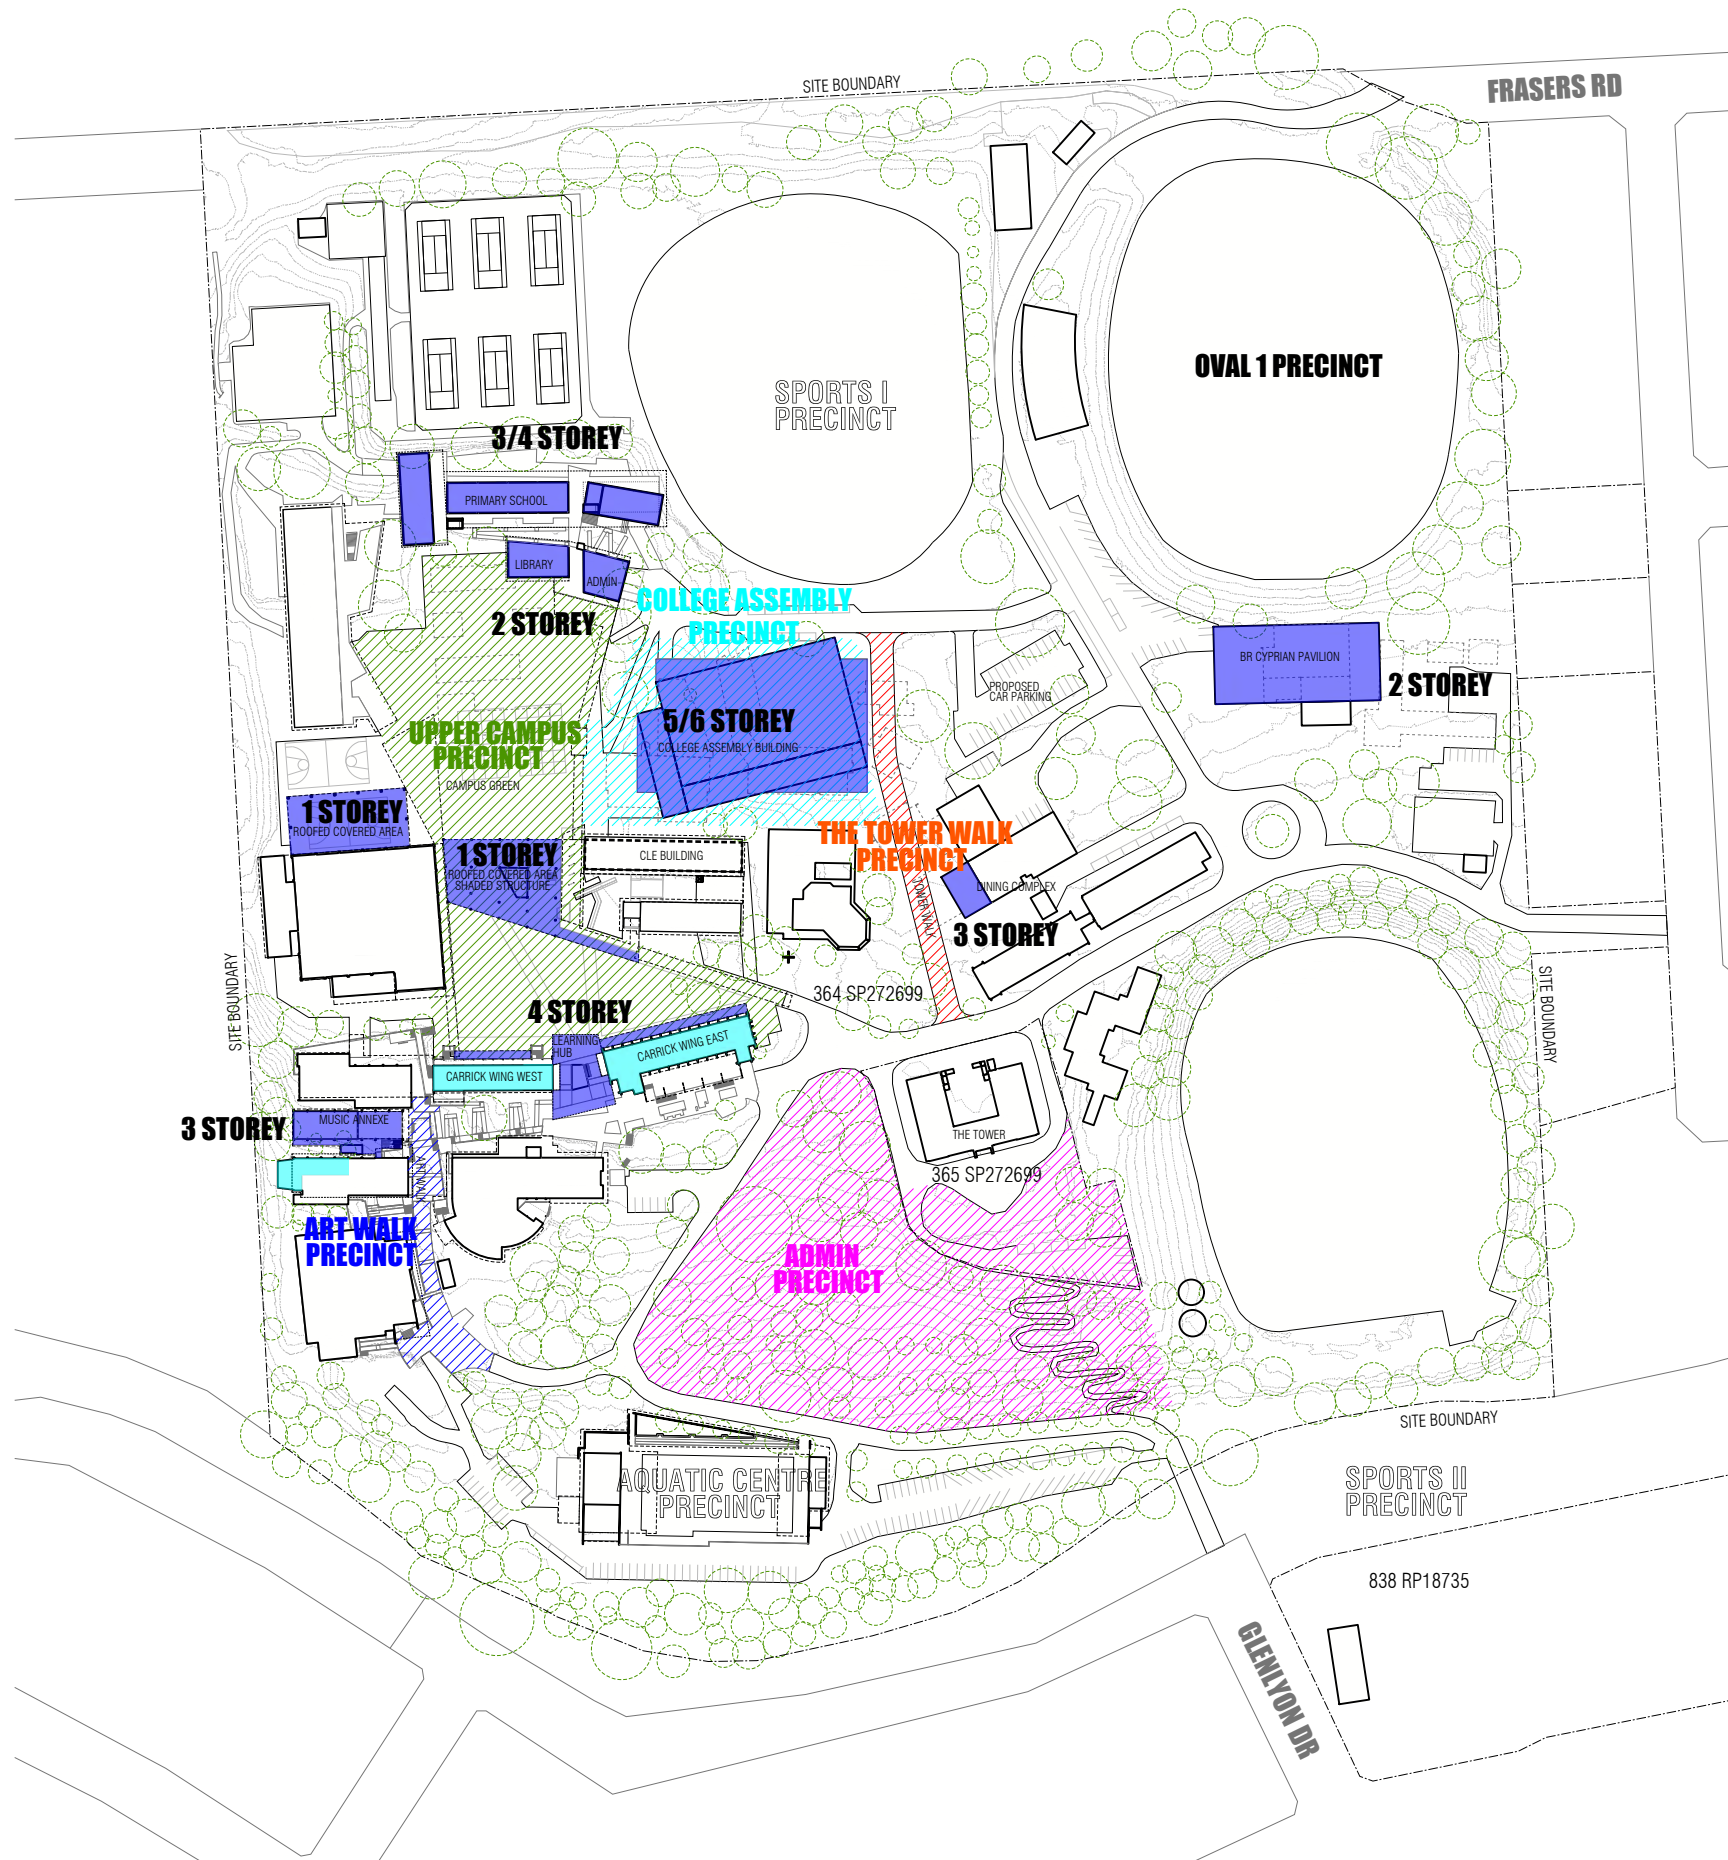 SITE BOUNDARY
FRASERS RD
OVAL 1 PRECINCT
SPORTS I
PRECINCT
3/4 STOREY
PRIMARY SCHOOL
LIBRARY
ADMIN
2 STOREY
COLLEGE ASSEMBLY
PRECINCT
BR CYPRIAN PAVILION
2 STOREY
PROPOSED
CAR PARKING
5/6 STOREY
COLLEGE ASSEMBLY BUILDING
UPPER CAMPUS
PRECINCT
CAMPUS GREEN
1 STOREY
ROOFED COVERED AREA
1 STOREY
ROOFED COVERED AREA
SHADED STRUCTURE
CLE BUILDING
THE TOWER WALK
PRECINCT
TOWER WALK
DINING COMPLEX
3 STOREY
364 SP272699
SITE BOUNDARY
SITE BOUNDARY
4 STOREY
LEARNING
HUB
CARRICK WING EAST
CARRICK WING WEST
3 STOREY
MUSIC ANNEXE
ART WALK
THE TOWER
365 SP272699
ART WALK
PRECINCT
ADMIN
PRECINCT
SITE BOUNDARY
AQUATIC CENTRE
PRECINCT
SPORTS II
PRECINCT
838 RP18735
GLENLYON DR